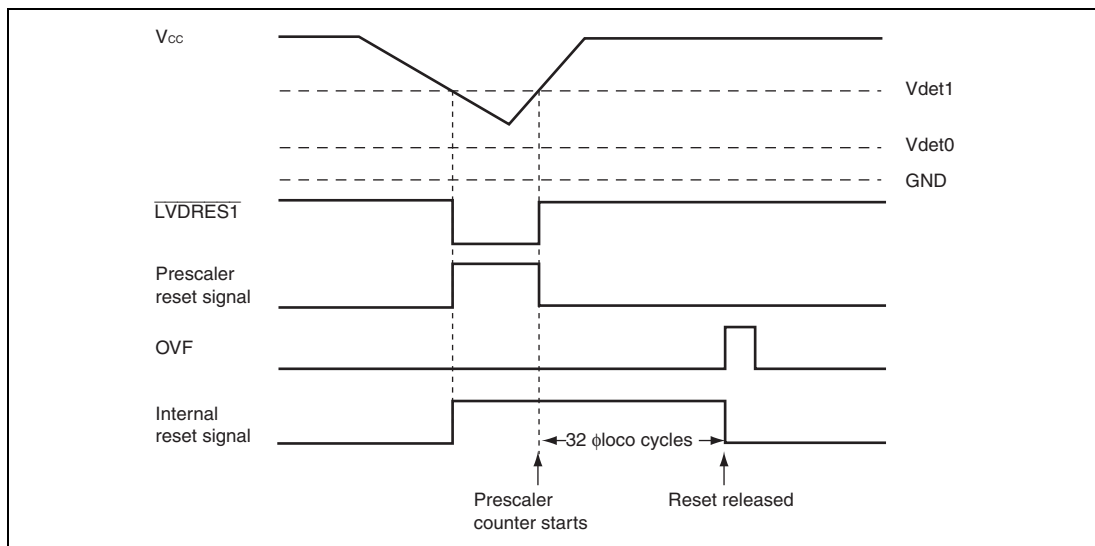 Vcc
Vdet1
Vdet0
GND
LVDRES1
Prescaler
reset signal
OVF
Internal
reset signal
32 ϕloco cycles
Prescaler
counter starts
Reset released